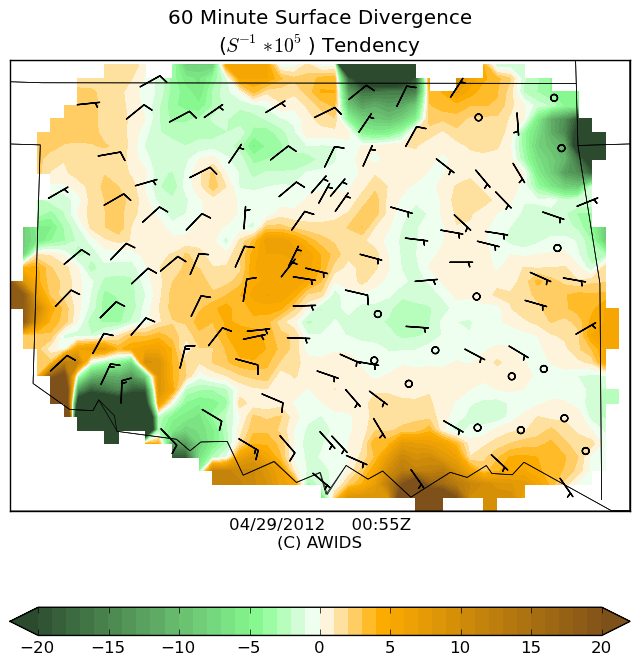 60 Minute Surface Divergence
(S⁻¹ *10⁵ ) Tendency
04/29/2012 00:55Z
(C) AWIDS
−20 −15 −10 −5 0 5 10 15 20